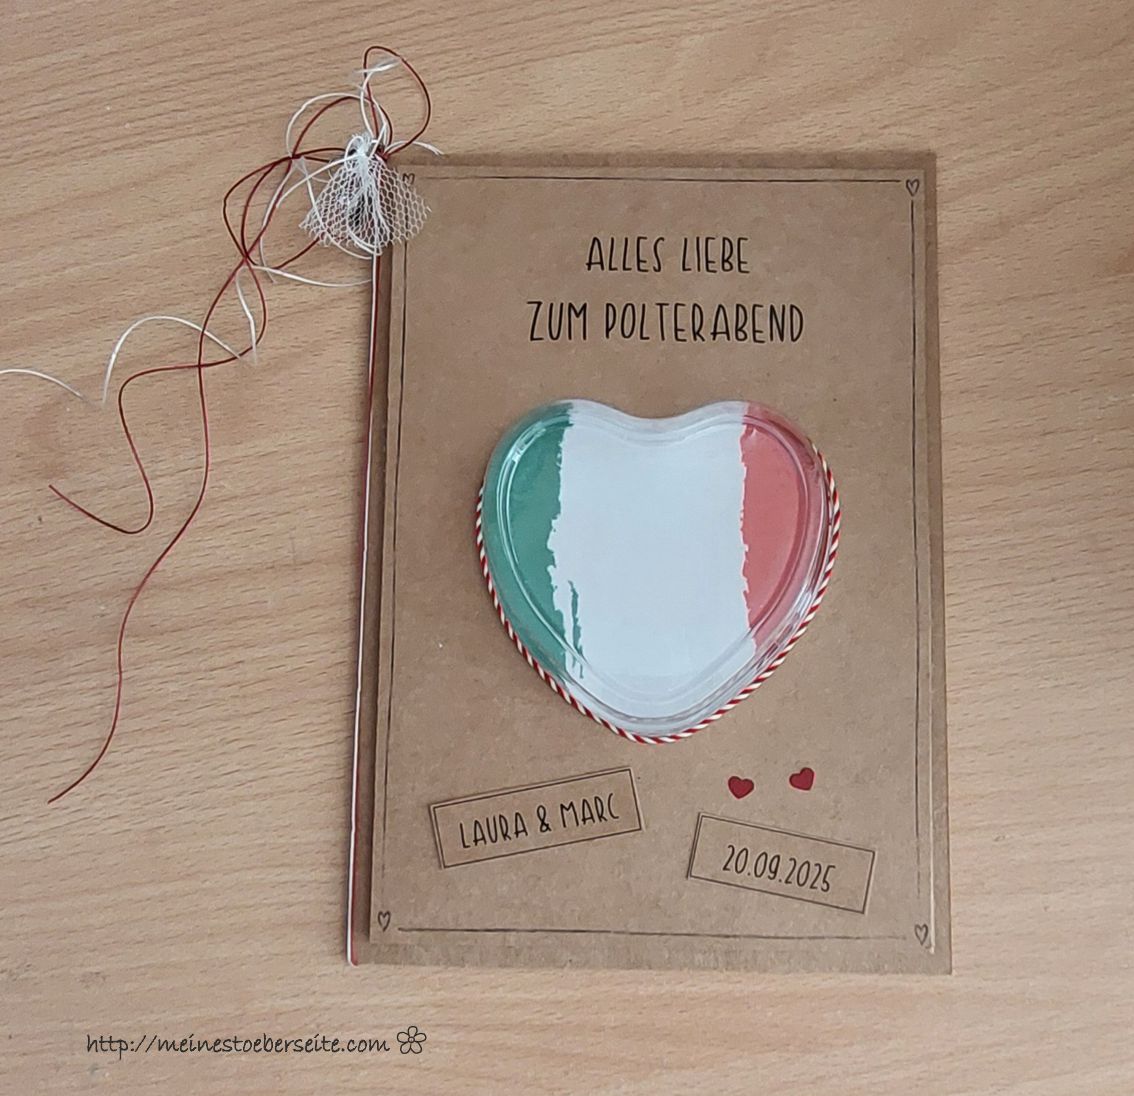 ALLES LIEBE
ZUM POLTERABEND
LAURA & MARC
20.09.2025
http://meinestoeberseite.com